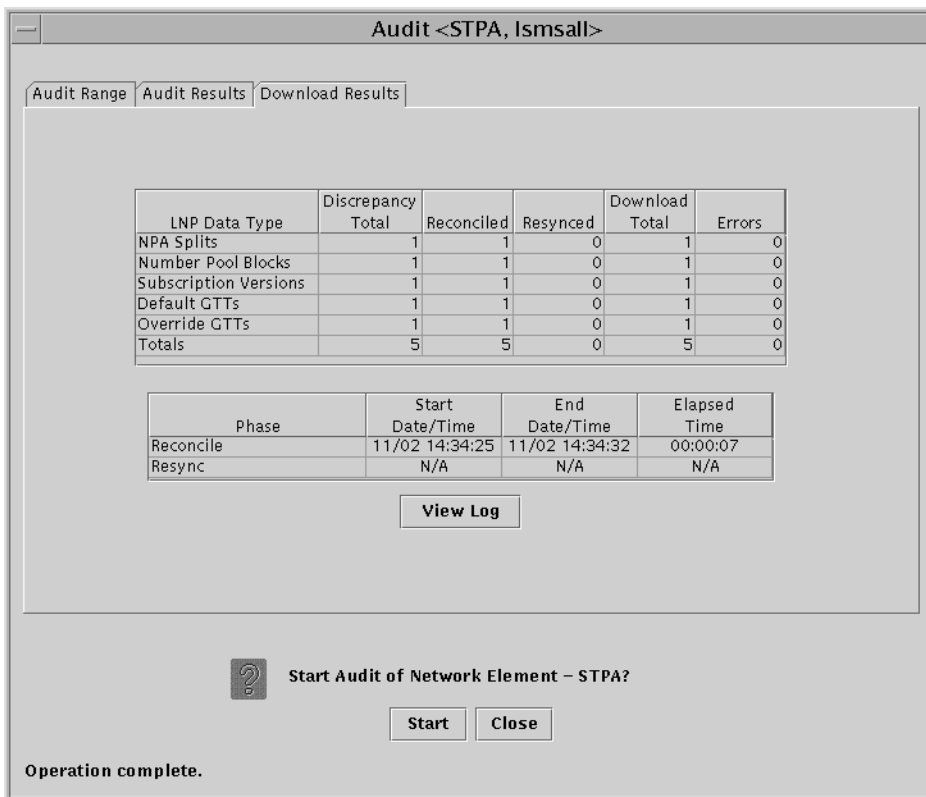 Audit <STPA, lsmsall>
Audit Range Audit Results Download Results
LNP Data Type Discrepancy Total Reconciled Resynced Download Total Errors
NPA Splits 1 1 0 1 0
Number Pool Blocks 1 1 0 1 0
Subscription Versions 1 1 0 1 0
Default GTTs 1 1 0 1 0
Override GTTs 1 1 0 1 0
Totals 5 5 0 5 0
Phase Start Date/Time End Date/Time Elapsed Time
Reconcile 11/02 14:34:25 11/02 14:34:32 00:00:07
Resync N/A N/A N/A
View Log
Start Audit of Network Element – STPA?
Start Close
Operation complete.